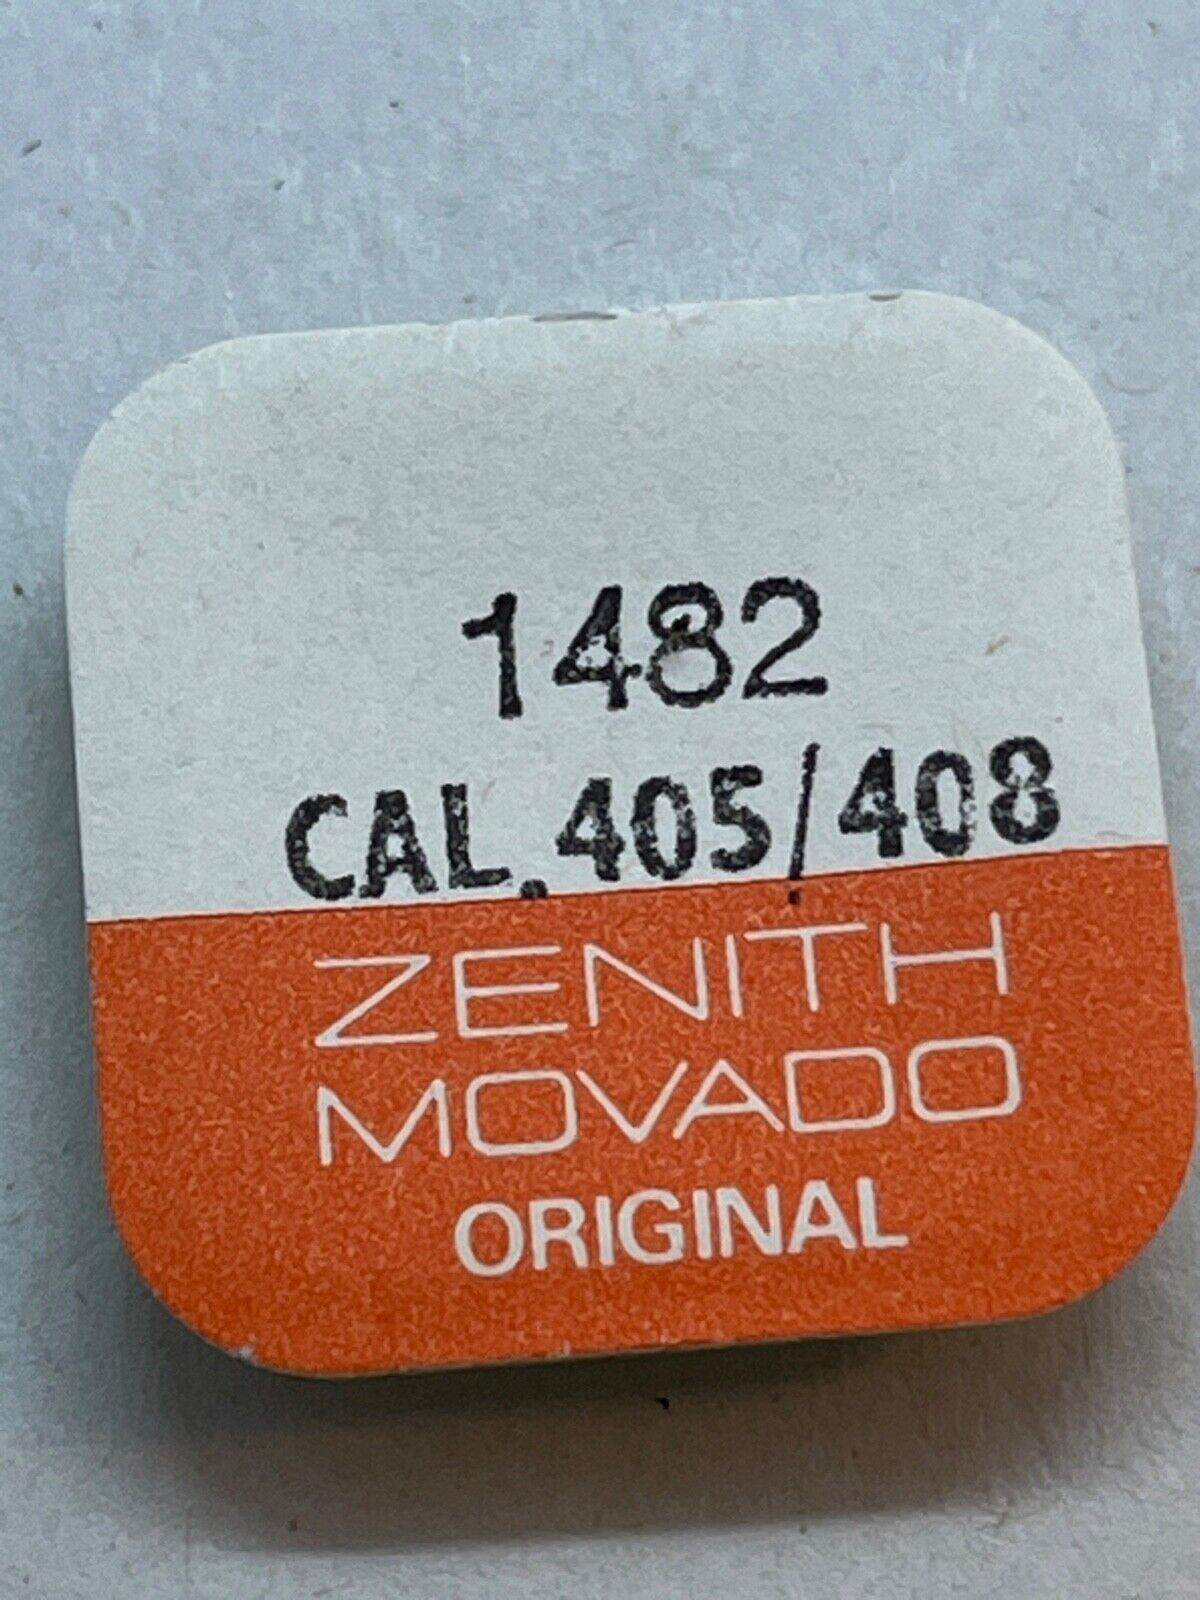 1482
CAL. 405/408
ZENITH
MOVADO
ORIGINAL